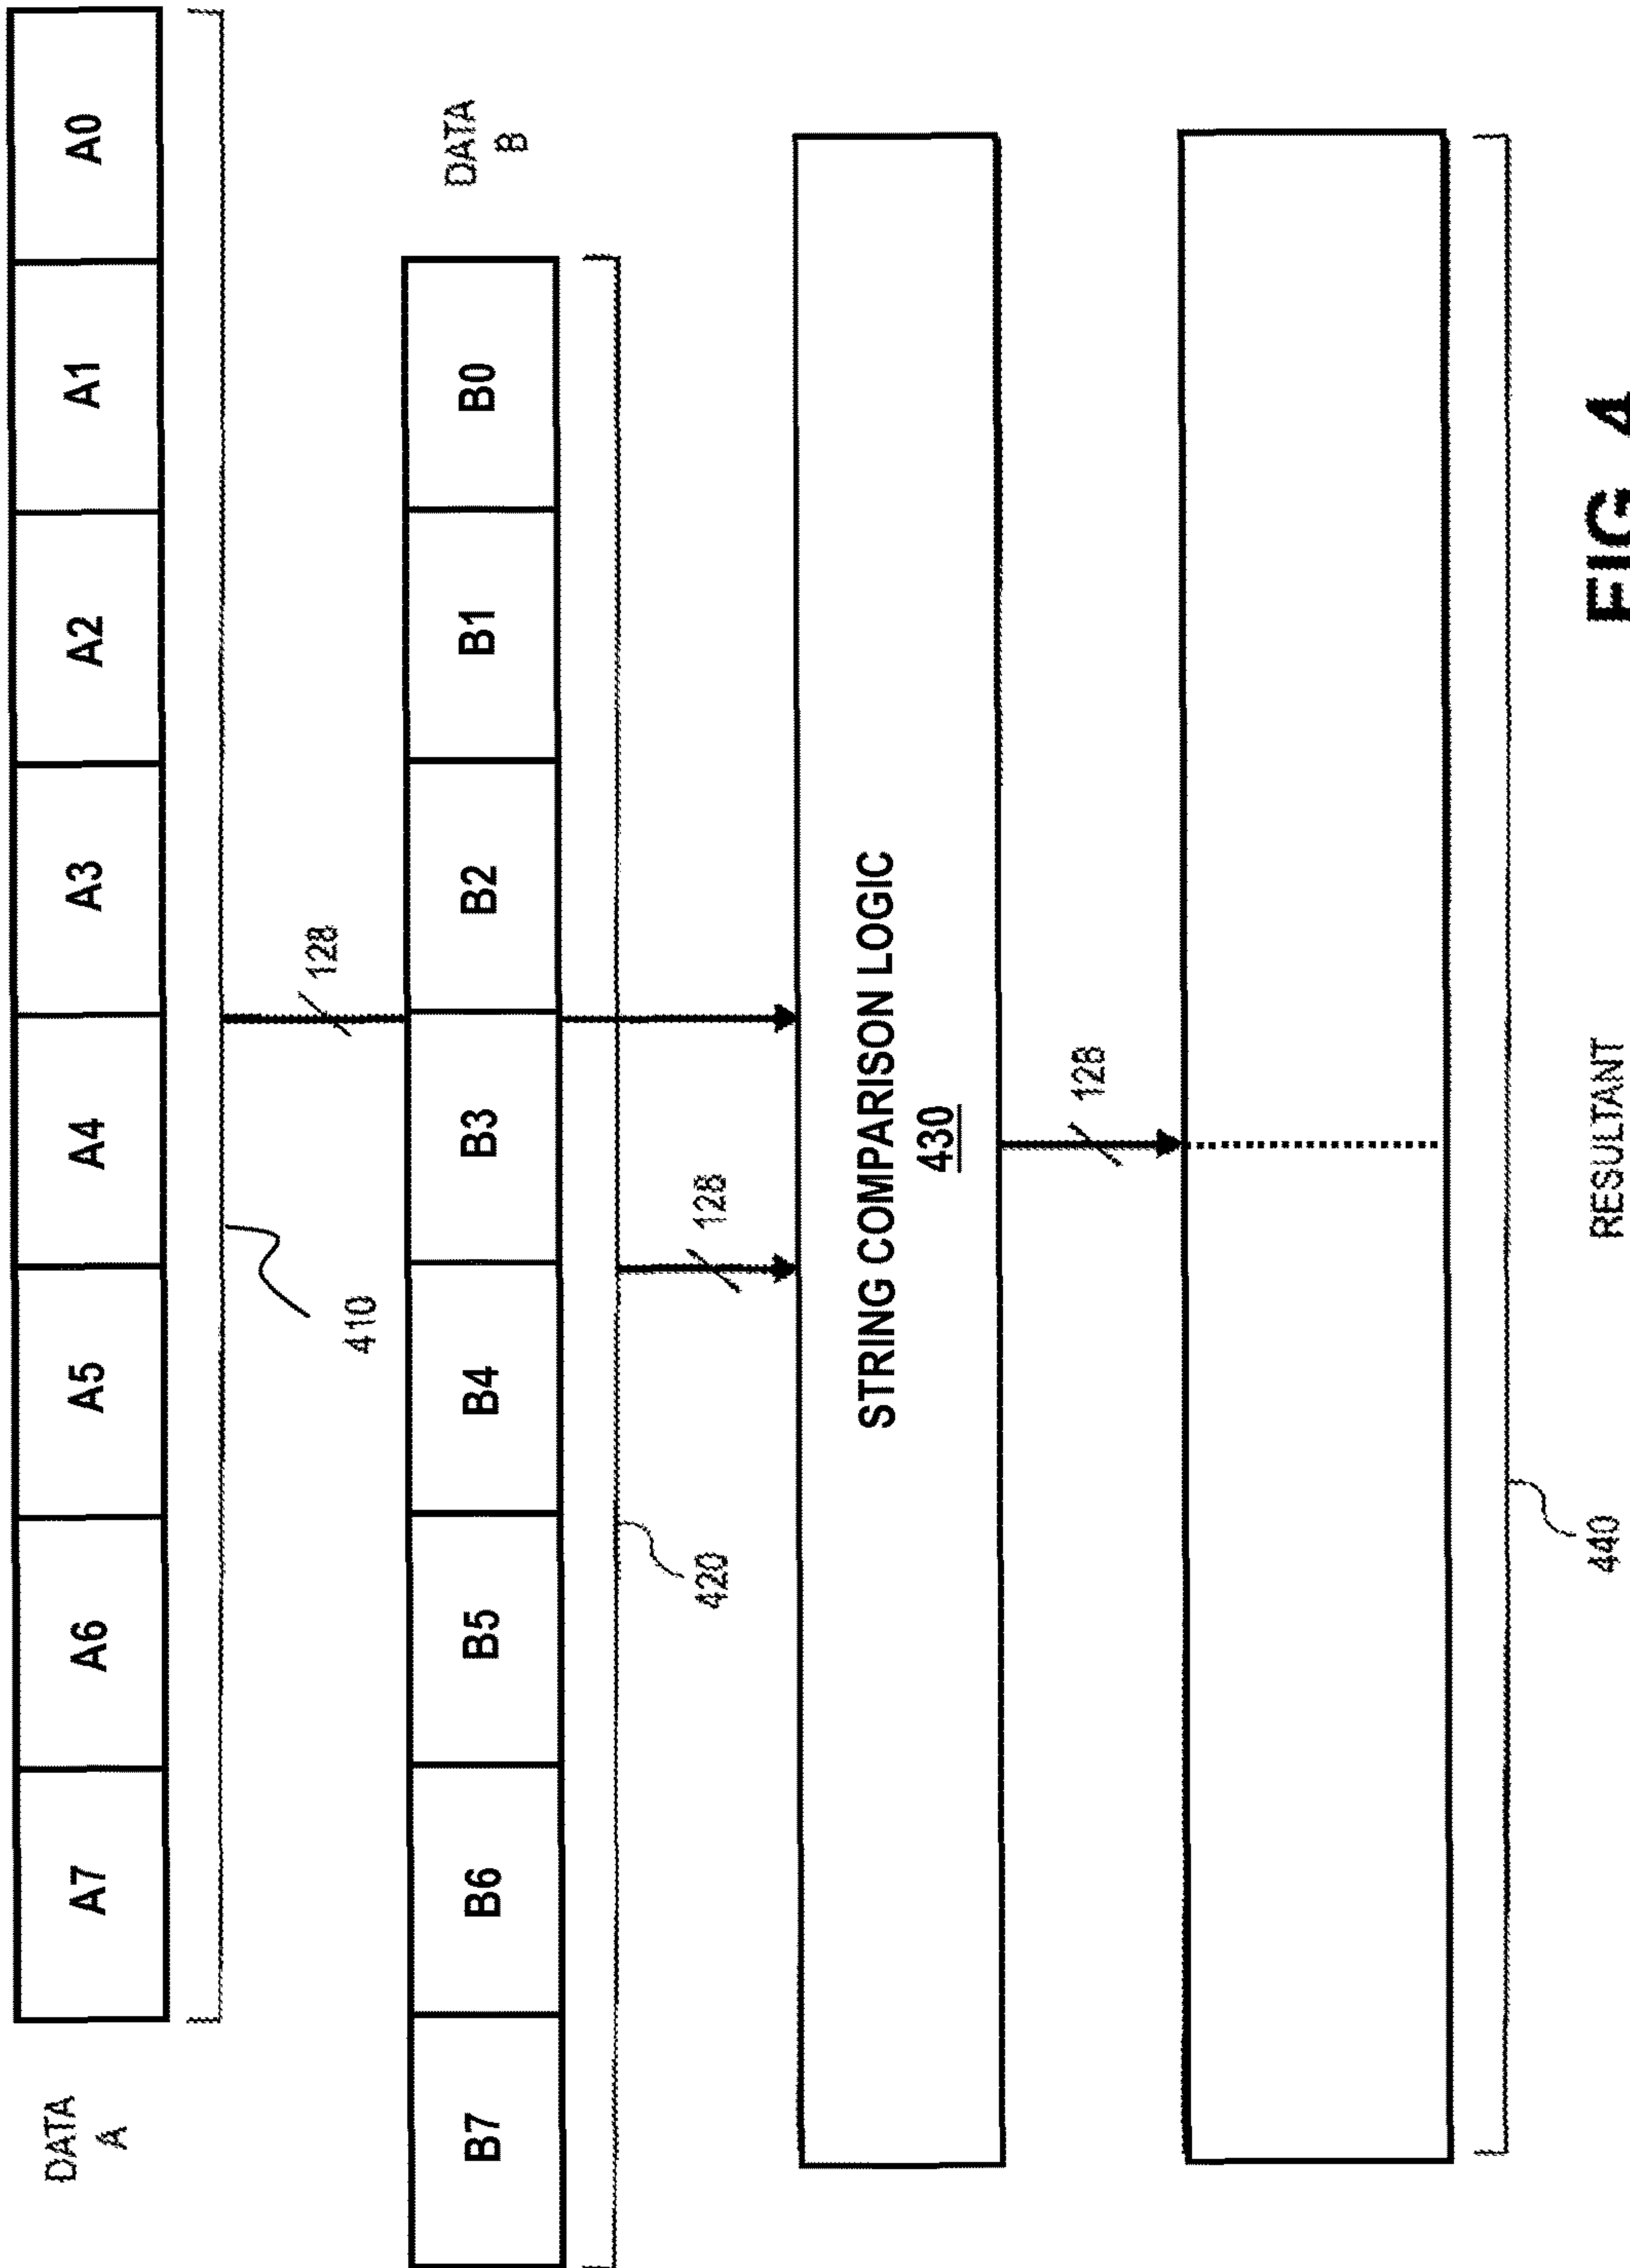 DATA
A
A7 A6 A5 A4 A3 A2 A1 A0
410
128
DATA
B
B7 B6 B5 B4 B3 B2 B1 B0
420
128
STRING COMPARISON LOGIC
430
128
440
RESULTANT
FIG. 4